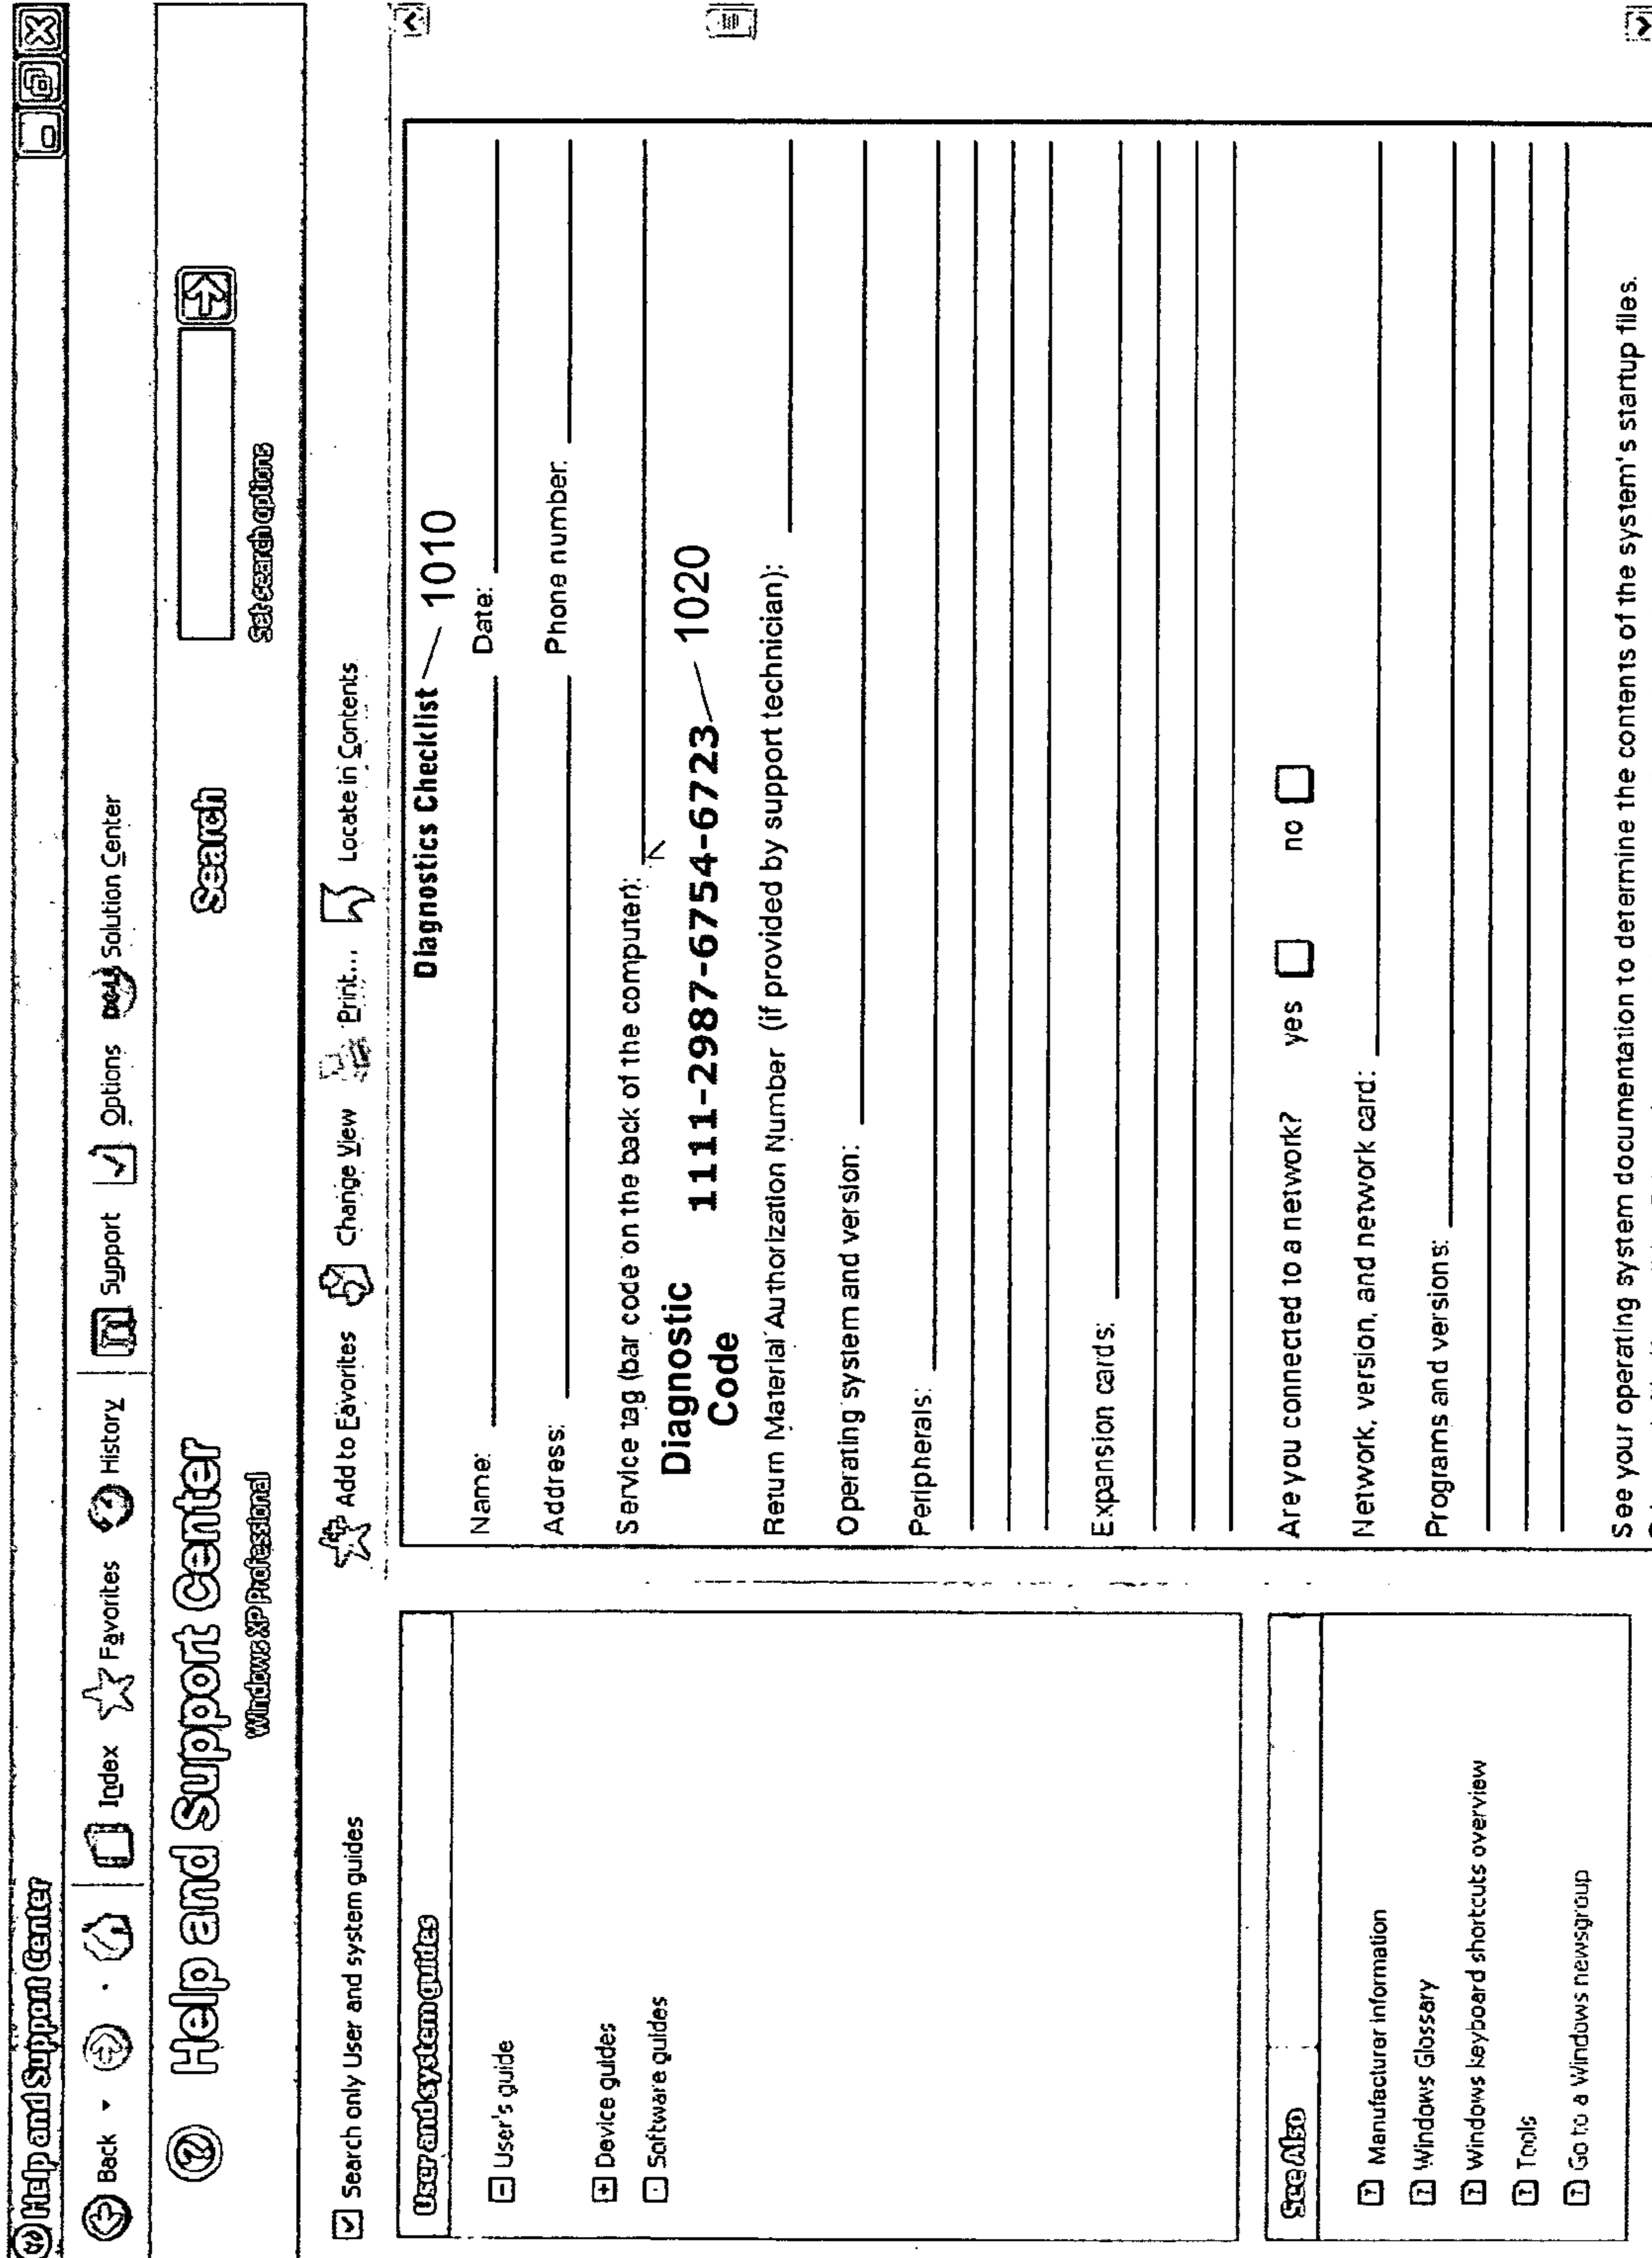 Help and Support Center
Back Index Favorites History Support Options DELL Solution Center
Help and Support Center
Windows XP Professional
Search
Set search options
Search only User and system guides
Add to Favorites Change View Print... Locate in Contents
User and system guides
User's guide
Device guides
Software guides
See Also
Manufacturer information
Windows Glossary
Windows keyboard shortcuts overview
Tools
Go to a Windows newsgroup
Diagnostics Checklist 1010
Name: Date:
Address: Phone number:
Service tag (bar code on the back of the computer):
Diagnostic
Code
1111-2987-6754-6723 1020
Return Material Authorization Number (if provided by support technician):
Operating system and version:
Peripherals:
Expansion cards:
Are you connected to a network? yes no
Network, version, and network card:
Programs and versions:
See your operating system documentation to determine the contents of the system's startup files.